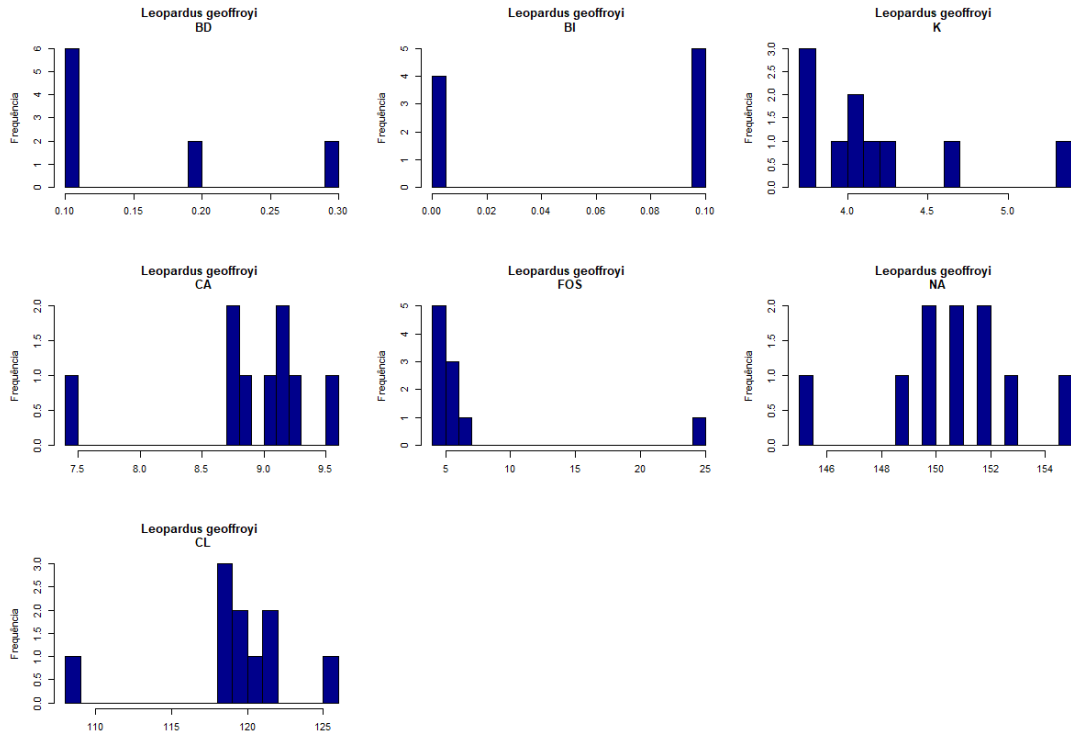 Leopardus geoffroyi
BD
Frequência
6
5
4
3
2
1
0
0.10 0.15 0.20 0.25 0.30
Leopardus geoffroyi
BI
Frequência
5
4
3
2
1
0
0.00 0.02 0.04 0.06 0.08 0.10
Leopardus geoffroyi
K
Frequência
3.0
2.5
2.0
1.5
1.0
0.5
0.0
4.0 4.5 5.0
Leopardus geoffroyi
CA
Frequência
2.0
1.5
1.0
0.5
0.0
7.5 8.0 8.5 9.0 9.5
Leopardus geoffroyi
FOS
Frequência
5
4
3
2
1
0
5 10 15 20 25
Leopardus geoffroyi
NA
Frequência
2.0
1.5
1.0
0.5
0.0
146 148 150 152 154
Leopardus geoffroyi
CL
Frequência
3.0
2.5
2.0
1.5
1.0
0.5
0.0
110 115 120 125